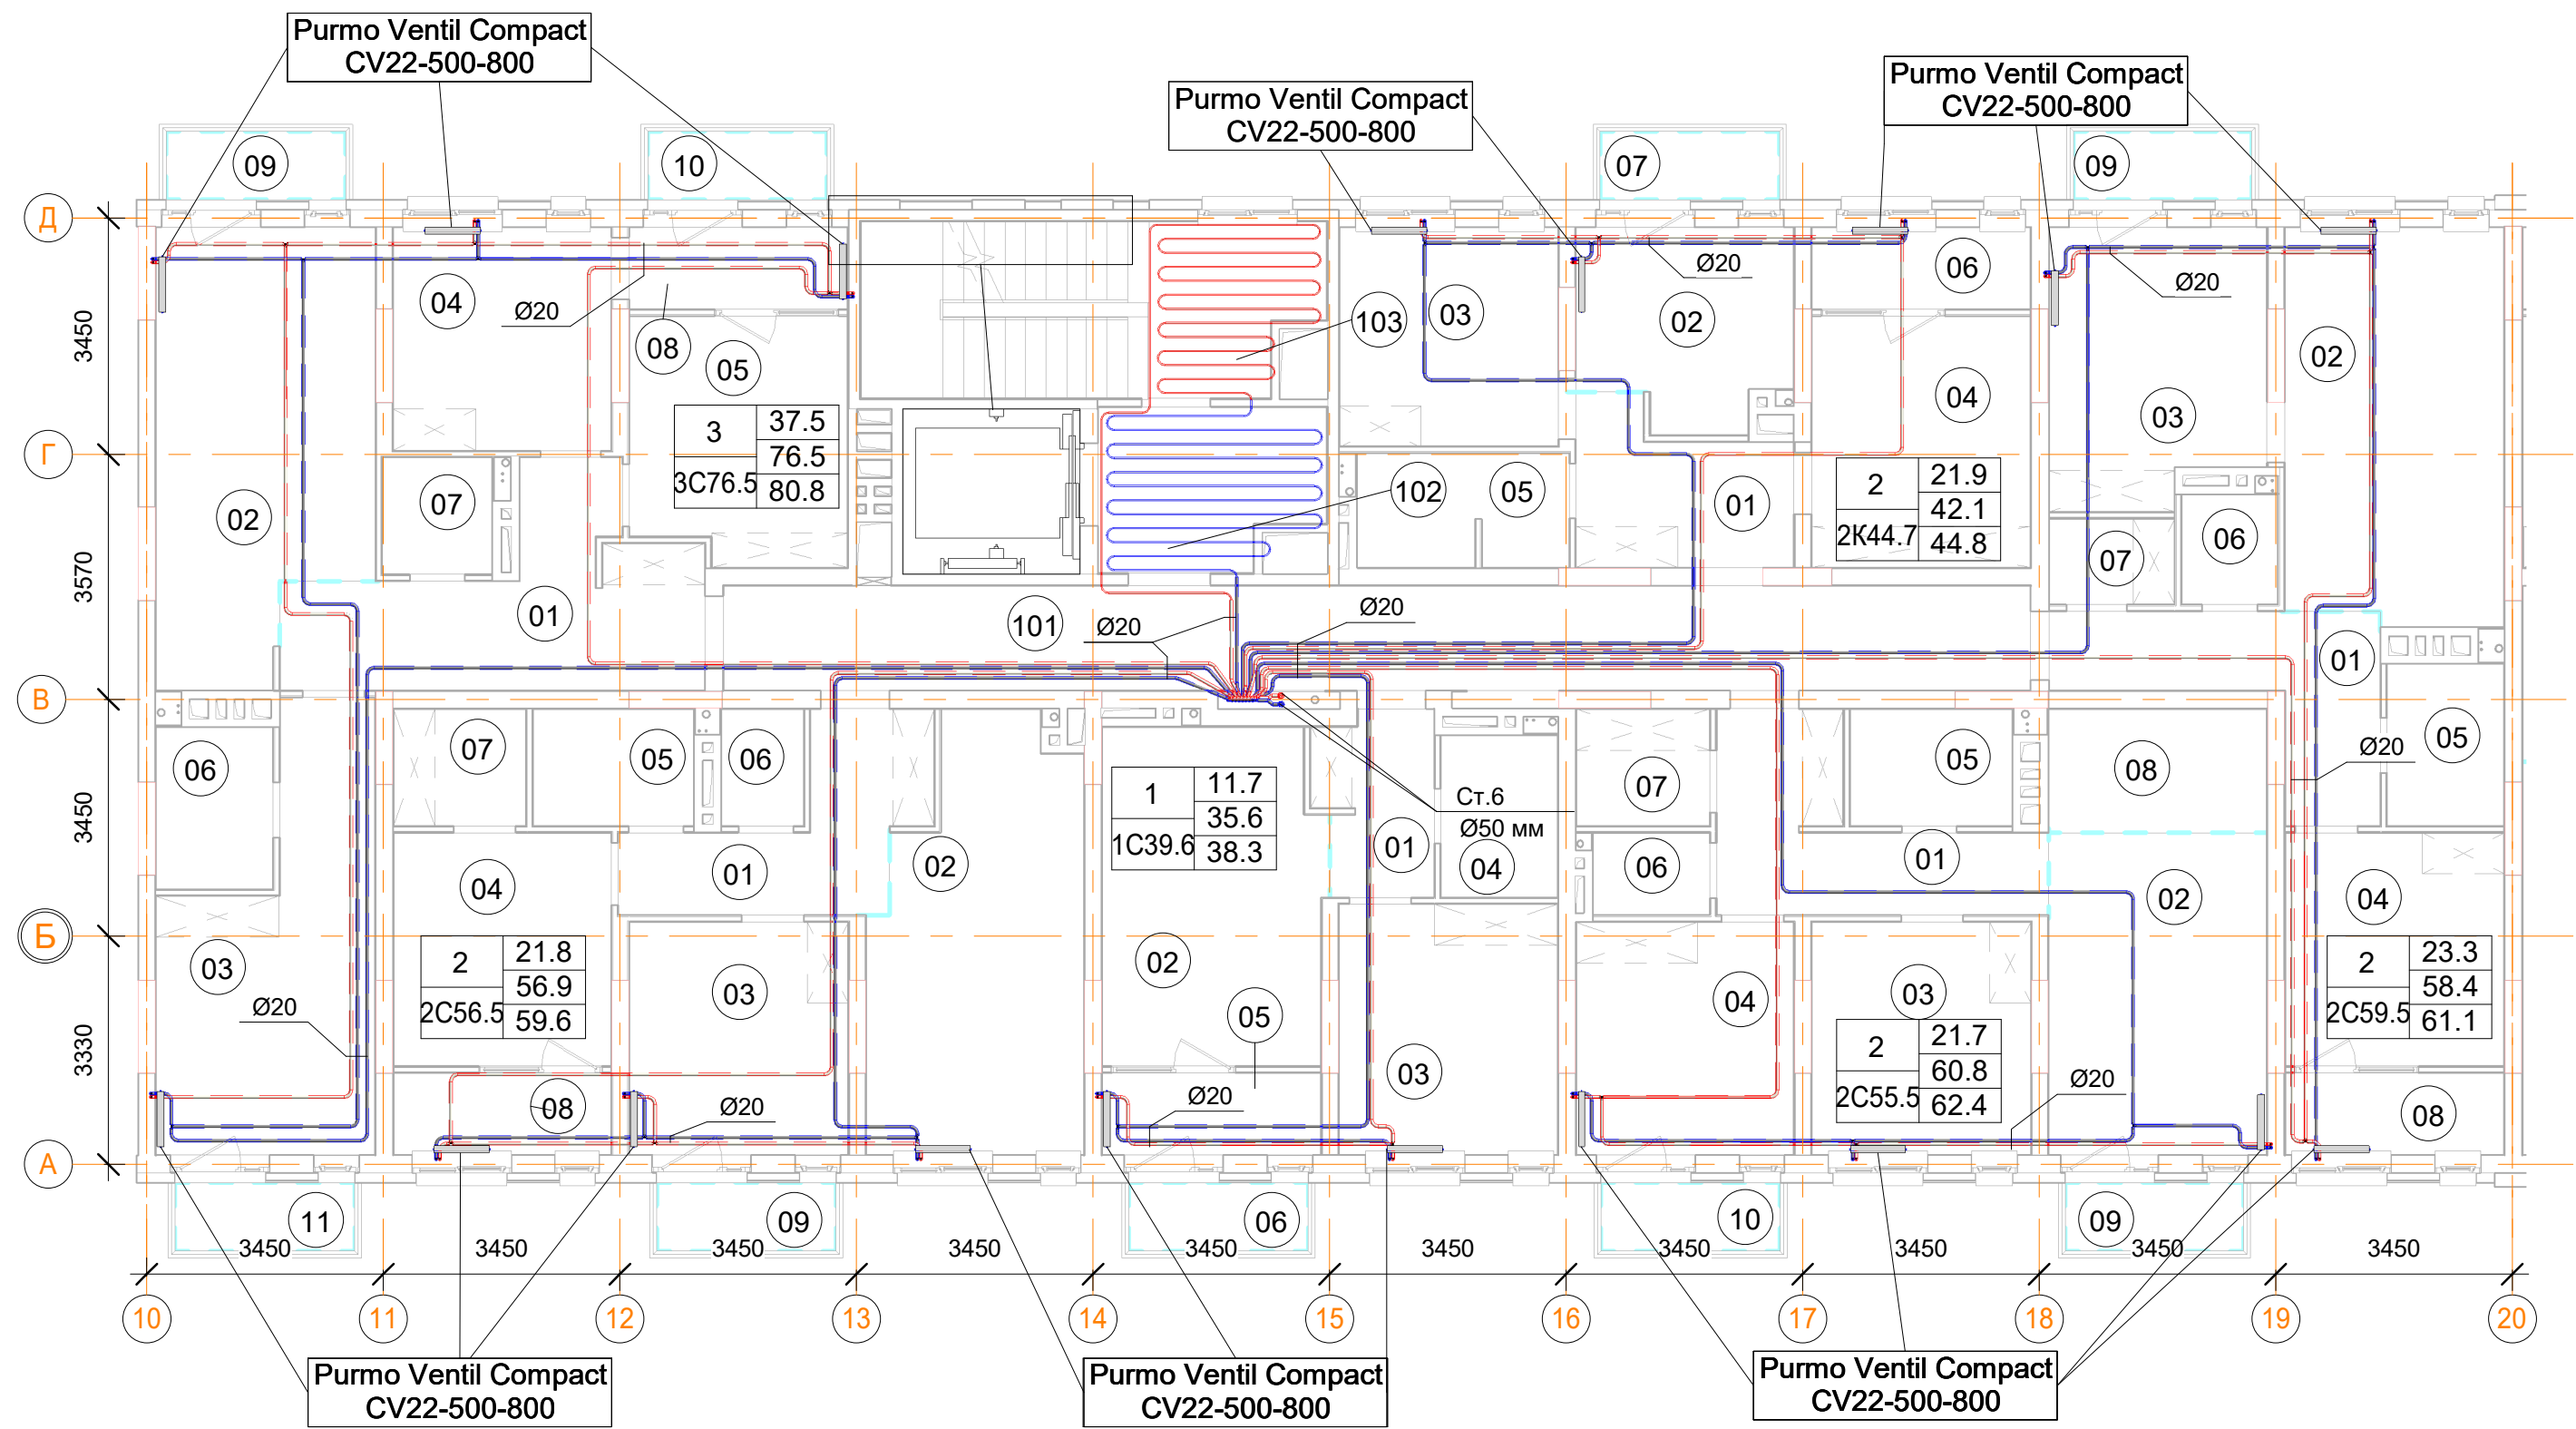 Purmo Ventil Compact
CV22-500-800
Purmo Ventil Compact
CV22-500-800
Purmo Ventil Compact
CV22-500-800
09
10
07
09
Д
Ø20
Ø20
06
04
Ø20
103
03
02
02
3450
08
05
04
03
3
37.5
76.5
3С76.5
80.8
Г
02
07
102
05
01
2
21.9
42.1
2К44.7
44.8
07
06
3570
01
101
Ø20
Ø20
01
В
06
07
05
06
07
05
08
Ø20
05
1
11.7
35.6
1С39.6
38.3
Ст.6
Ø50 мм
3450
04
01
02
01
04
06
01
02
04
Б
03
2
21.8
56.9
2С56.5
59.6
03
02
05
04
03
2
23.3
58.4
2С59.5
61.1
Ø20
2
21.7
60.8
2С55.5
62.4
3330
03
Ø20
08
Ø20
Ø20
08
А
11
09
06
10
09
3450
3450
3450
3450
3450
3450
3450
3450
3450
3450
10
11
12
13
14
15
16
17
18
19
20
Purmo Ventil Compact
CV22-500-800
Purmo Ventil Compact
CV22-500-800
Purmo Ventil Compact
CV22-500-800